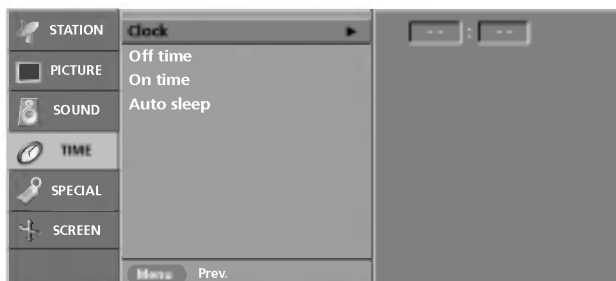 STATION
PICTURE
SOUND
TIME
SPECIAL
SCREEN
Clock
Off time
On time
Auto sleep
-- : --
Menu Prev.